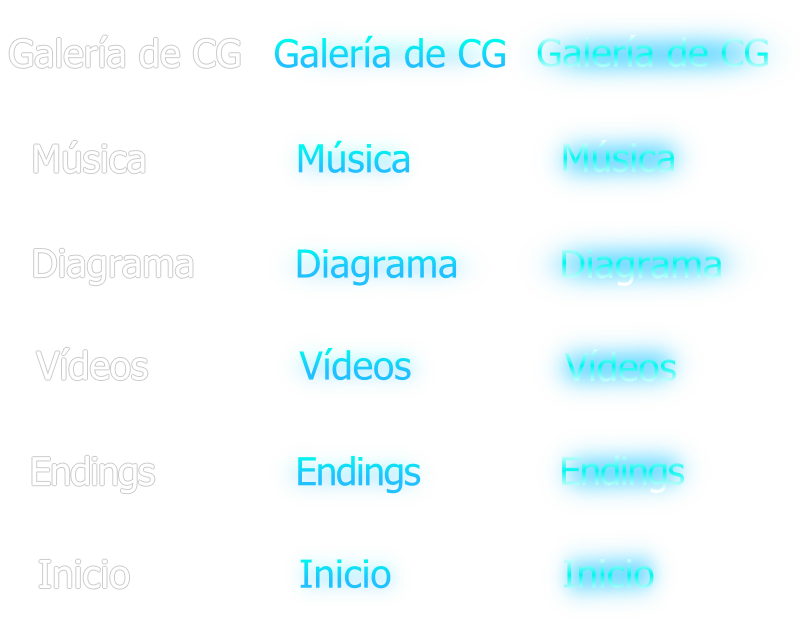 Galería de CG Galería de CG Galería de CG
Música Música Música
Diagrama Diagrama Diagrama
Vídeos Vídeos Vídeos
Endings Endings Endings
Inicio Inicio Inicio